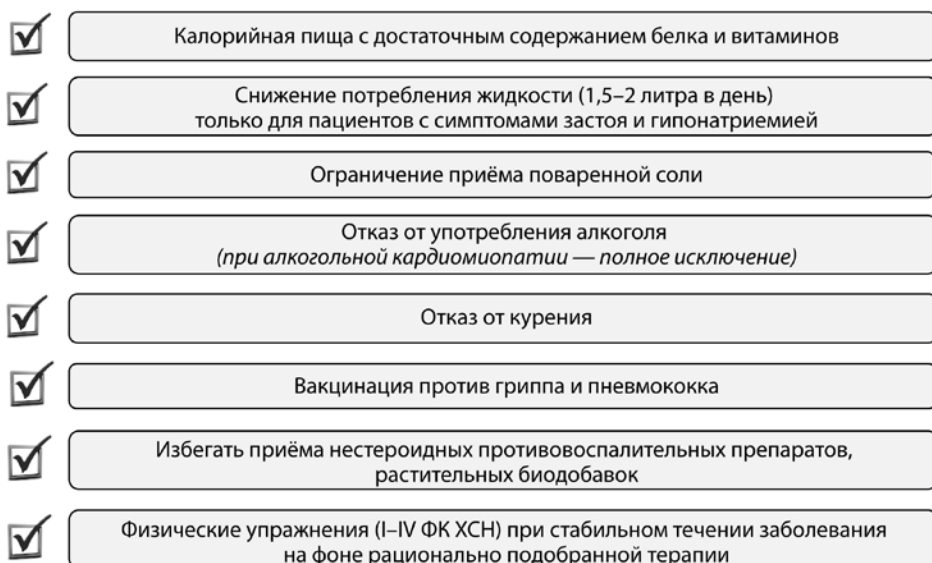 Калорийная пища с достаточным содержанием белка и витаминов
Снижение потребления жидкости (1,5–2 литра в день)
только для пациентов с симптомами застоя и гипонатриемией
Ограничение приёма поваренной соли
Отказ от употребления алкоголя
(при алкогольной кардиомиопатии — полное исключение)
Отказ от курения
Вакцинация против гриппа и пневмококка
Избегать приёма нестероидных противовоспалительных препаратов,
растительных биодобавок
Физические упражнения (I–IV ФК ХСН) при стабильном течении заболевания
на фоне рационально подобранной терапии